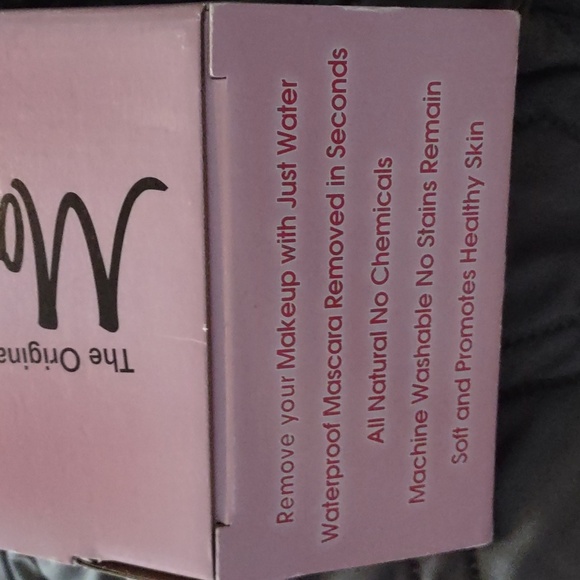 Remove your Makeup with Just Water
Waterproof Mascara Removed in Seconds
All Natural No Chemicals
Machine Washable No Stains Remain
Soft and Promotes Healthy Skin
The